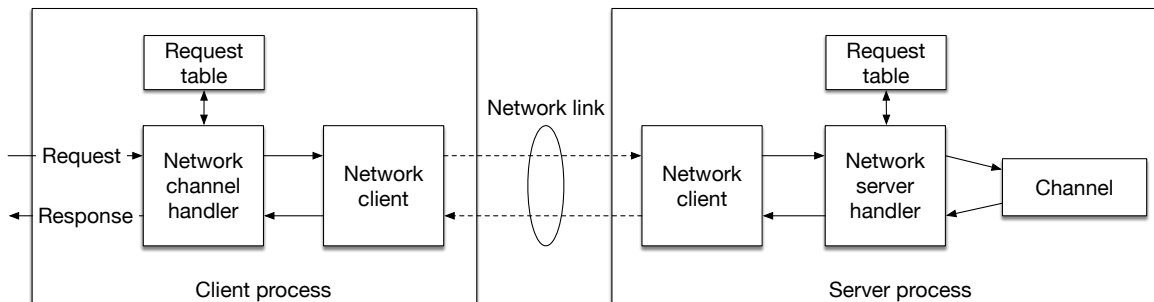 Request
table
Request
table
Network link
Request
Response
Network
channel
handler
Network
client
Network
client
Network
server
handler
Channel
Client process
Server process